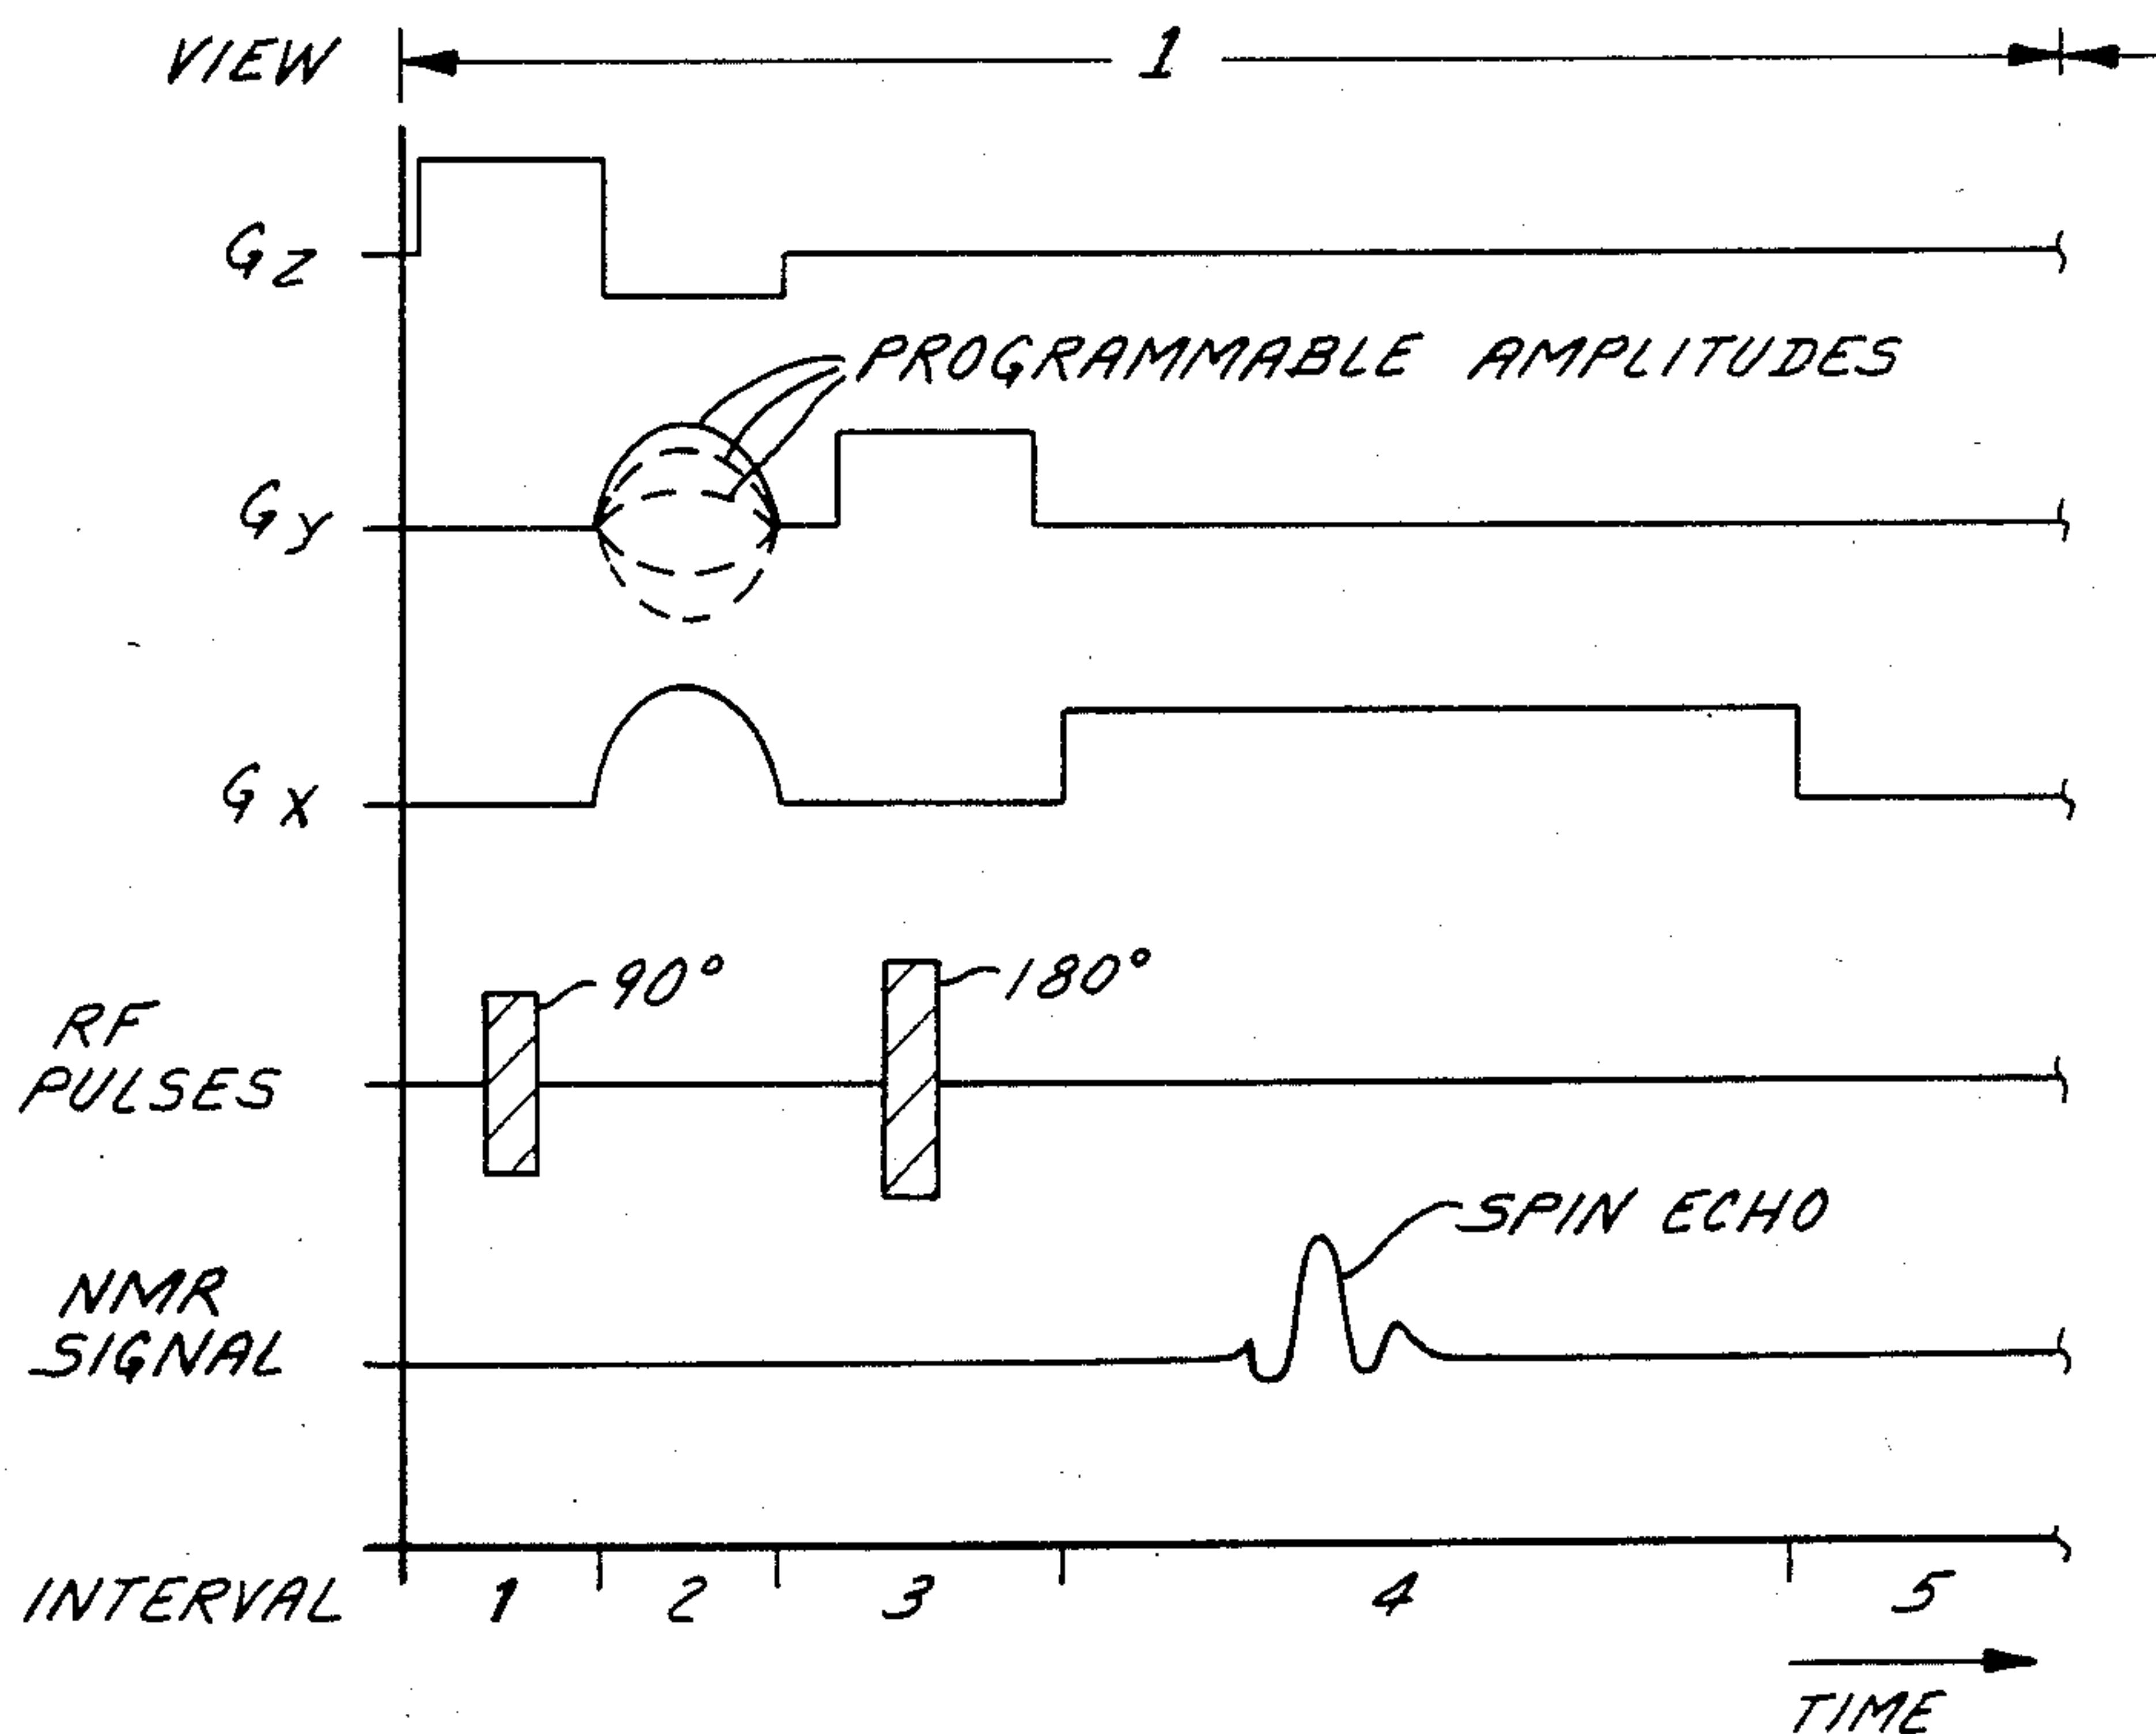 VIEW 1
GZ
PROGRAMMABLE AMPLITUDES
GY
GX
90°
180°
RF
PULSES
SPIN ECHO
NMR
SIGNAL
INTERVAL 1 2 3 4 5
TIME